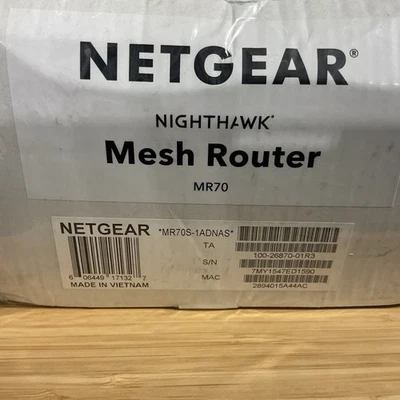 NETGEAR®
NIGHTHAWK®
Mesh Router
MR70
NETGEAR
*MR70S-1ADNAS*
TA
100-26870-01R3
S/N
7MY1547ED1590
6 06449 17132 7
MAC
2894015A44AC
MADE IN VIETNAM